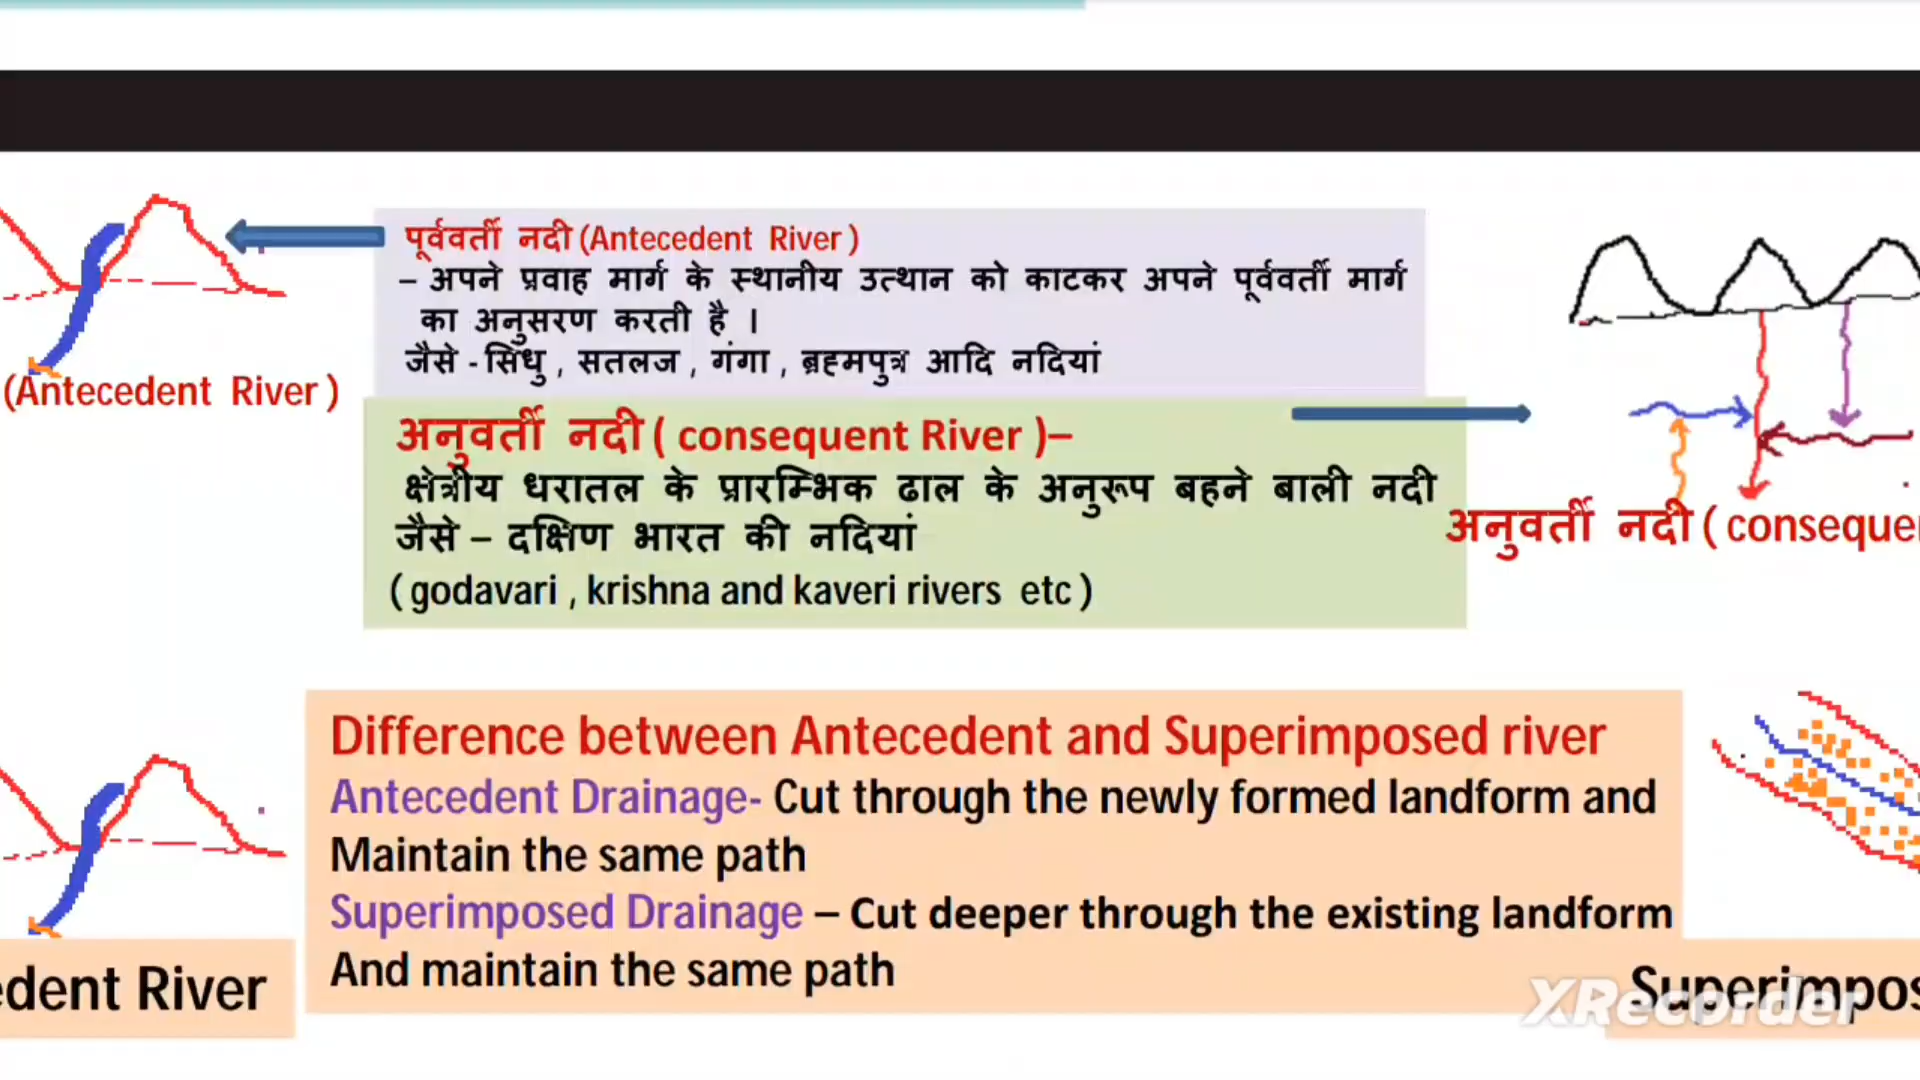 पूर्ववर्ती नदी (Antecedent River )
– अपने प्रवाह मार्ग के स्थानीय उत्थान को काटकर अपने पूर्ववर्ती मार्ग
का अनुसरण करती है ।
जैसे - सिंधु , सतलज , गंगा , ब्रह्मपुत्र आदि नदियां
(Antecedent River )
अनुवर्ती नदी ( consequent River )–
क्षेत्रीय धरातल के प्रारम्भिक ढाल के अनुरूप बहने बाली नदी
जैसे – दक्षिण भारत की नदियां
( godavari , krishna and kaveri rivers etc )
अनुवर्ती नदी ( conseque
Difference between Antecedent and Superimposed river
Antecedent Drainage- Cut through the newly formed landform and
Maintain the same path
Superimposed Drainage – Cut deeper through the existing landform
And maintain the same path
edent River
Superimpos
XRecorder